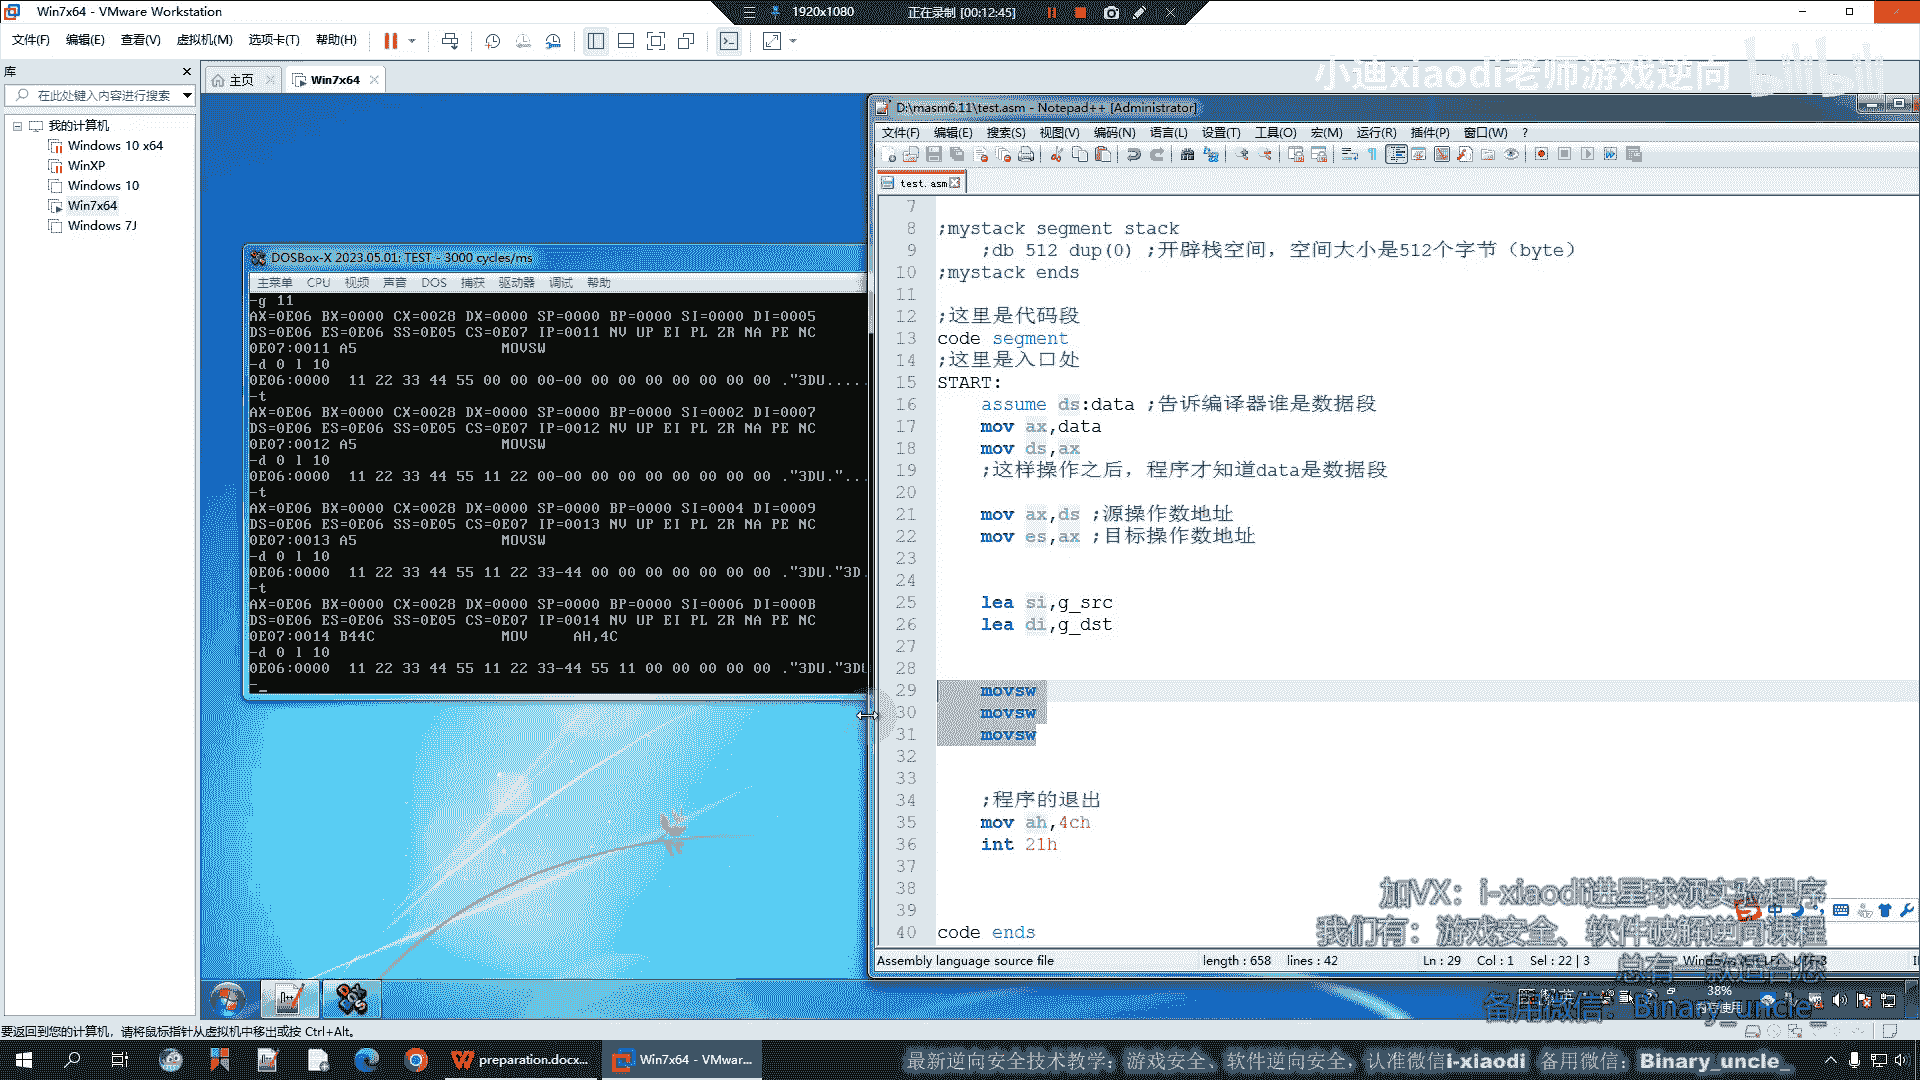 Win7x64 - VMware Workstation
1920x1080
正在录制 [00:12:45]
文件(F) 编辑(E) 查看(V) 虚拟机(M) 选项卡(T) 帮助(H)
小迪xiaodi老师游戏逆向
库
在此处键入内容进行搜索
我的计算机
Windows 10 x64
WinXP
Windows 10
Win7x64
Windows 7J
主页
Win7x64
DOSBox-X 2023.05.01: TEST - 3000 cycles/ms
主菜单 CPU 视频 声音 DOS 捕获 驱动器 调试 帮助
-g 11
AX=0E06 BX=0000 CX=0028 DX=0000 SP=0000 BP=0000 SI=0000 DI=0005
DS=0E06 ES=0E06 SS=0E05 CS=0E07 IP=0011 NV UP EI PL ZR NA PE NC
0E07:0011 A5 MOVSW
-d 0 l 10
0E06:0000 11 22 33 44 55 00 00 00-00 00 00 00 00 00 00 00 ."3DU.....
-t
AX=0E06 BX=0000 CX=0028 DX=0000 SP=0000 BP=0000 SI=0002 DI=0007
DS=0E06 ES=0E06 SS=0E05 CS=0E07 IP=0012 NV UP EI PL ZR NA PE NC
0E07:0012 A5 MOVSW
-d 0 l 10
0E06:0000 11 22 33 44 55 11 22 00-00 00 00 00 00 00 00 00 ."3DU."...
-t
AX=0E06 BX=0000 CX=0028 DX=0000 SP=0000 BP=0000 SI=0004 DI=0009
DS=0E06 ES=0E06 SS=0E05 CS=0E07 IP=0013 NV UP EI PL ZR NA PE NC
0E07:0013 A5 MOVSW
-d 0 l 10
0E06:0000 11 22 33 44 55 11 22 33-44 00 00 00 00 00 00 00 ."3DU."3D.
-t
AX=0E06 BX=0000 CX=0028 DX=0000 SP=0000 BP=0000 SI=0006 DI=000B
DS=0E06 ES=0E06 SS=0E05 CS=0E07 IP=0014 NV UP EI PL ZR NA PE NC
0E07:0014 B44C MOV AH,4C
-d 0 l 10
0E06:0000 11 22 33 44 55 11 22 33-44 55 11 00 00 00 00 00 ."3DU."3DU
-_
D:\masm6.11\test.asm - Notepad++ [Administrator]
文件(F) 编辑(E) 搜索(S) 视图(V) 编码(N) 语言(L) 设置(T) 工具(O) 宏(M) 运行(R) 插件(P) 窗口(W) ?
test.asm
7
8 ;mystack segment stack
9 ;db 512 dup(0) ;开辟栈空间，空间大小是512个字节（byte）
10 ;mystack ends
11
12 ;这里是代码段
13 code segment
14 ;这里是入口处
15 START:
16 assume ds:data ;告诉编译器谁是数据段
17 mov ax,data
18 mov ds,ax
19 ;这样操作之后，程序才知道data是数据段
20
21 mov ax,ds ;源操作数地址
22 mov es,ax ;目标操作数地址
23
24
25 lea si,g_src
26 lea di,g_dst
27
28
29 movsw
30 movsw
31 movsw
32
33
34 ;程序的退出
35 mov ah,4ch
36 int 21h
37
38
39
40 code ends
Assembly language source file length : 658 lines : 42 Ln : 29 Col : 1 Sel : 22 | 3
加VX：i-xiaodi进星球领实验程序
我们有：游戏安全、软件破解逆向课程
总有一款适合您
备用微信：Binary_uncle_
38%
内存使用
要返回到您的计算机，请将鼠标指针从虚拟机中移出或按 Ctrl+Alt。
preparation.docx...
Win7x64 - VMwar...
最新逆向安全技术教学：游戏安全、软件逆向安全，认准微信i-xiaodi 备用微信：Binary_uncle_